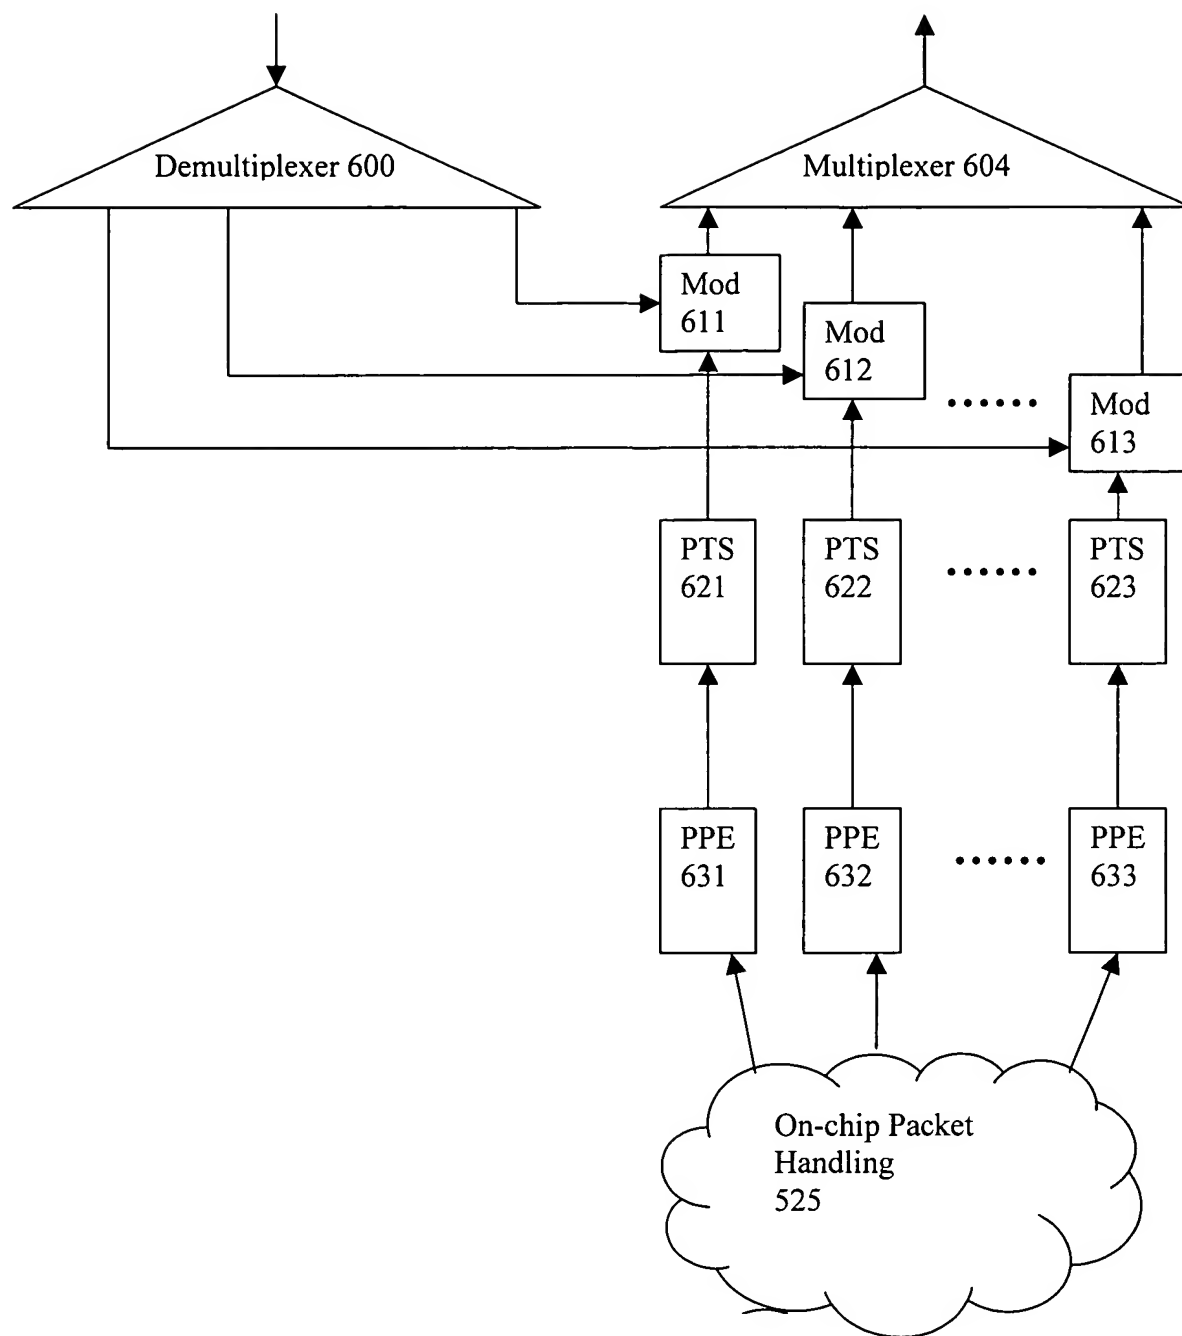 Demultiplexer 600
Multiplexer 604
Mod
611
Mod
612
Mod
613
PTS
621
PTS
622
PTS
623
PPE
631
PPE
632
PPE
633
On-chip Packet
Handling
525